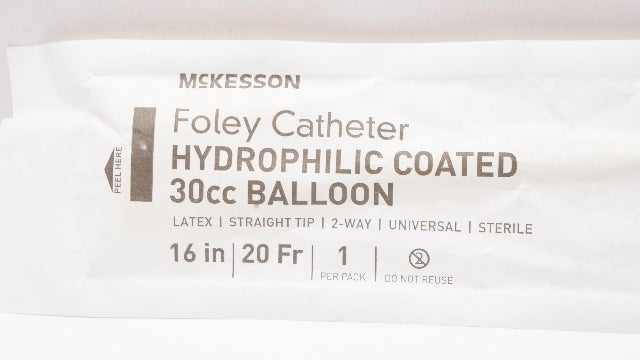 McKESSON
PEEL HERE
Foley Catheter
HYDROPHILIC COATED
30cc BALLOON
LATEX | STRAIGHT TIP | 2-WAY | UNIVERSAL | STERILE
16 in | 20 Fr | 1 PER PACK | 2 DO NOT REUSE